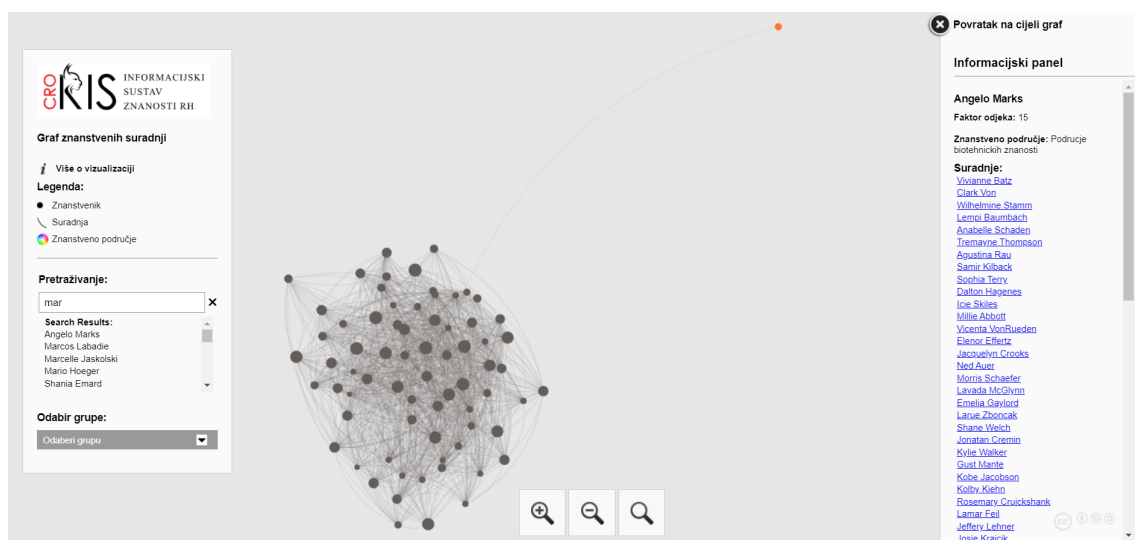 CRO
KIS
INFORMACIJSKI
SUSTAV
ZNANOSTI RH
Graf znanstvenih suradnji
i Više o vizualizaciji
Legenda:
Znanstvenik
Suradnja
Znanstveno područje
Pretraživanje:
mar
Search Results:
Angelo Marks
Marcos Labadie
Marcelle Jaskolski
Mario Hoeger
Shania Emard
Odabir grupe:
Odaberi grupu
Povratak na cijeli graf
Informacijski panel
Angelo Marks
Faktor odjeka: 15
Znanstveno područje: Podrucje
biotehnickih znanosti
Suradnje:
Vivianne Batz
Clark Von
Wilhelmine Stamm
Lempi Baumbach
Anabelle Schaden
Tremayne Thompson
Agustina Rau
Samir Kilback
Sophia Terry
Dalton Hagenes
Icie Skiles
Millie Abbott
Vicenta VonRueden
Elenor Effertz
Jacquelyn Crooks
Ned Auer
Morris Schaefer
Lavada McGlynn
Emelia Gaylord
Larue Zboncak
Shane Welch
Jonatan Cremin
Kylie Walker
Gust Mante
Kobe Jacobson
Kolby Kiehn
Rosemary Cruickshank
Lamar Feil
Jeffery Lehner
Josie Krajcik
cc